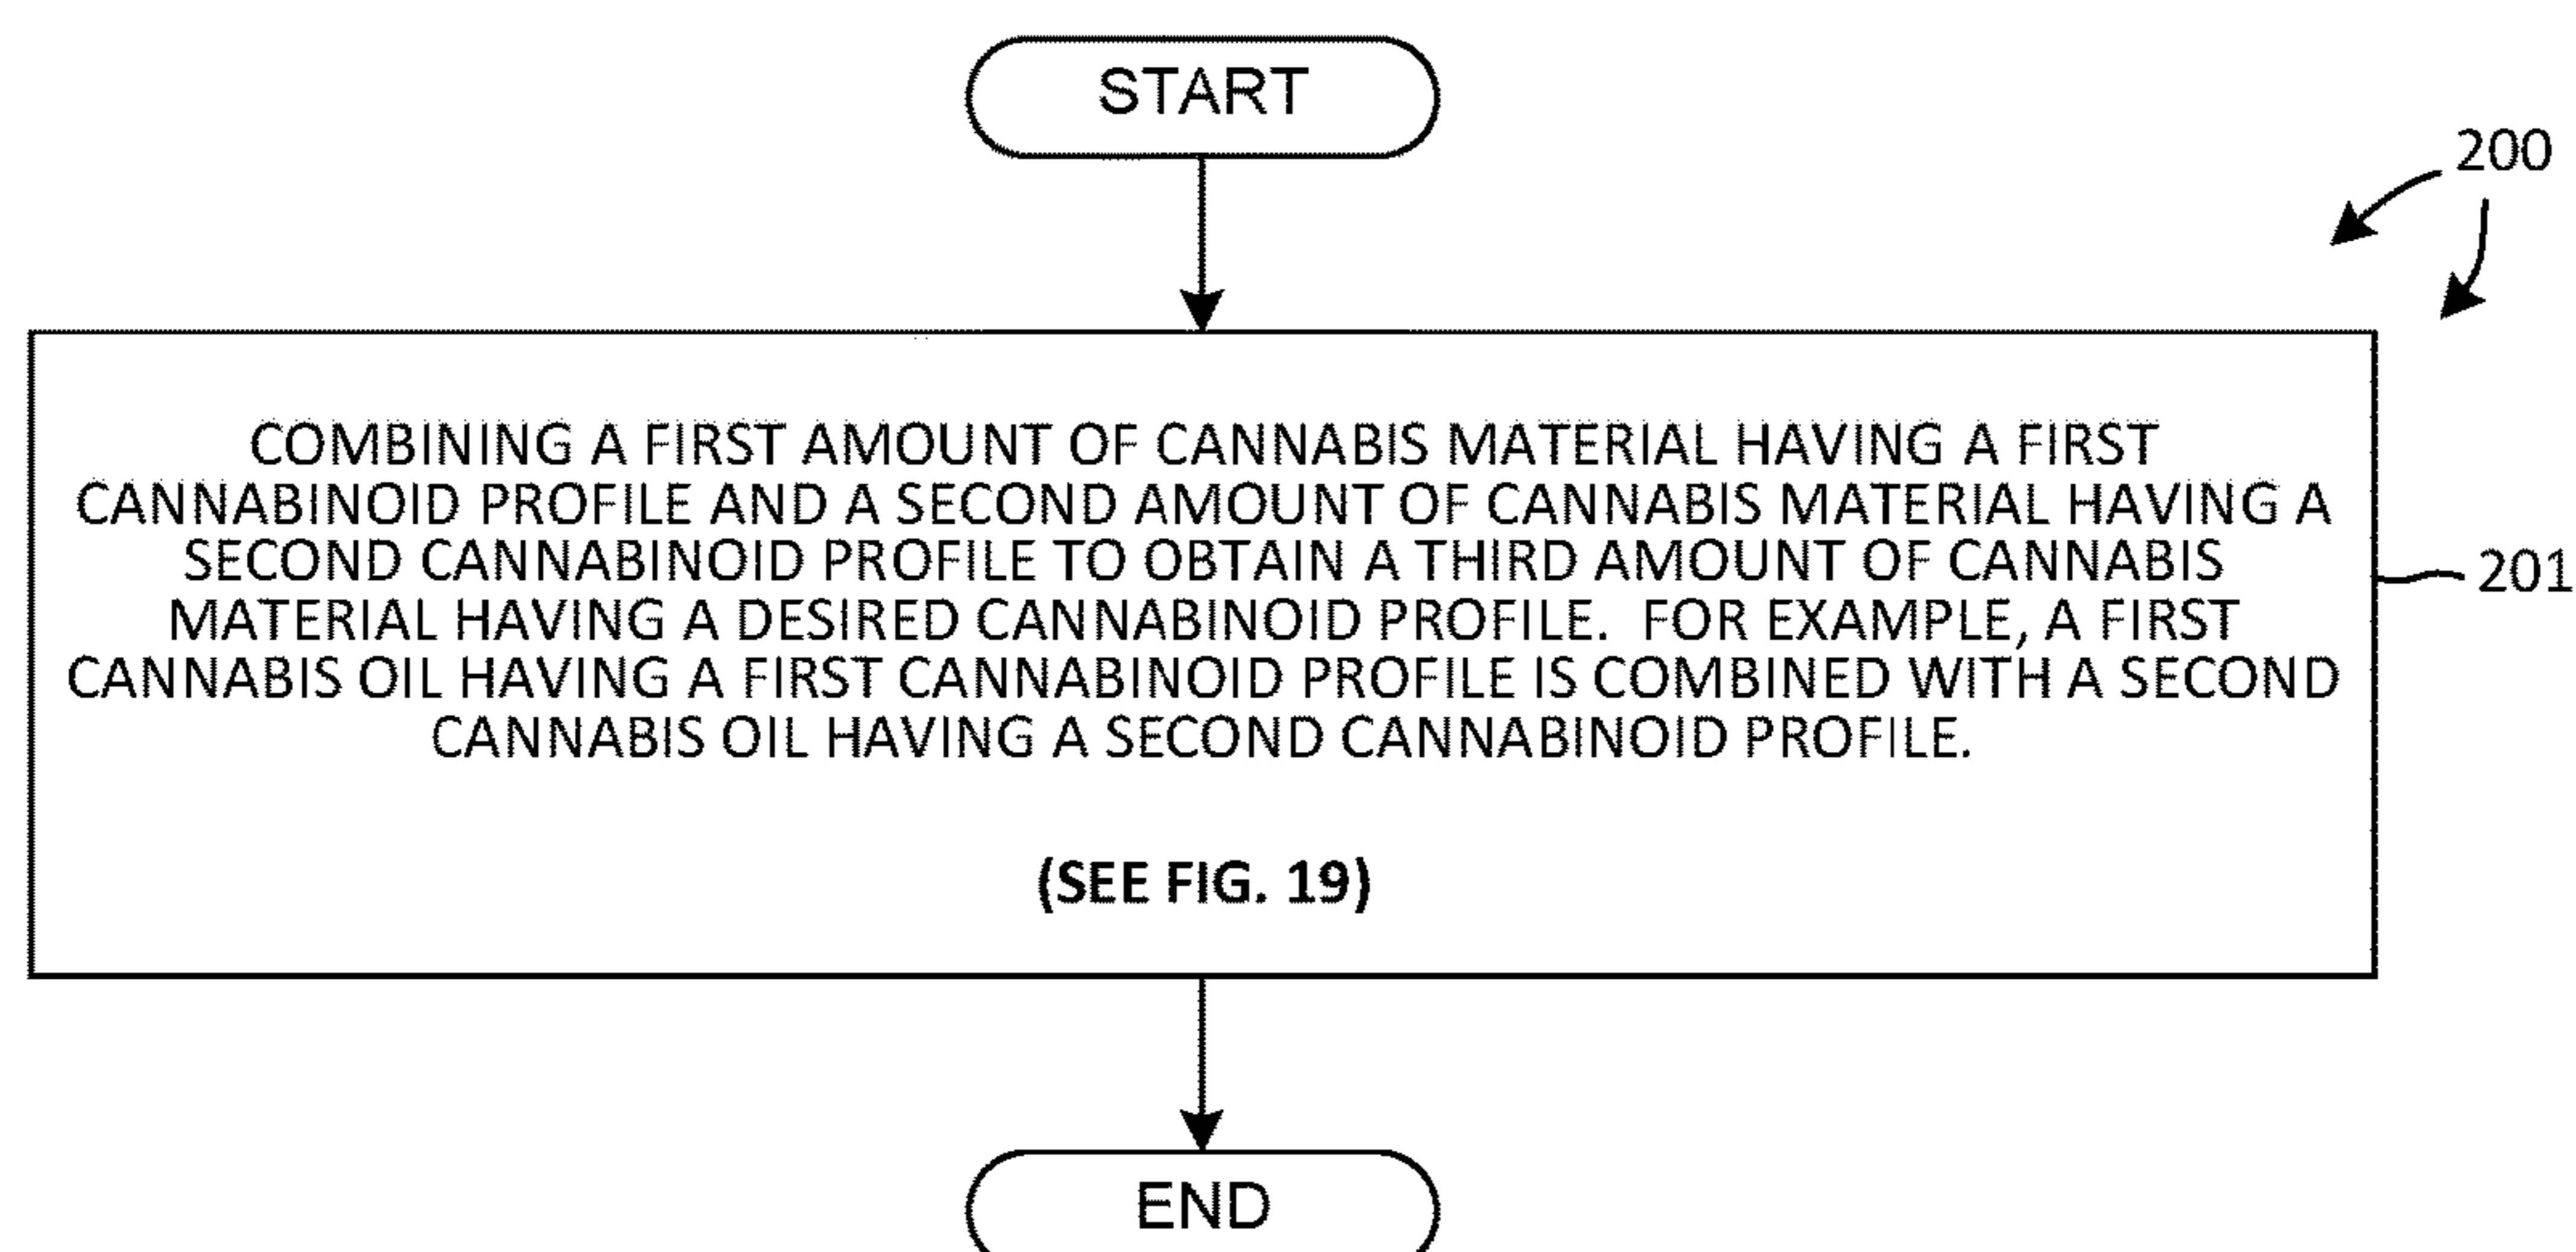 START
200
COMBINING A FIRST AMOUNT OF CANNABIS MATERIAL HAVING A FIRST
CANNABINOID PROFILE AND A SECOND AMOUNT OF CANNABIS MATERIAL HAVING A
SECOND CANNABINOID PROFILE TO OBTAIN A THIRD AMOUNT OF CANNABIS
MATERIAL HAVING A DESIRED CANNABINOID PROFILE.  FOR EXAMPLE, A FIRST
CANNABIS OIL HAVING A FIRST CANNABINOID PROFILE IS COMBINED WITH A SECOND
CANNABIS OIL HAVING A SECOND CANNABINOID PROFILE.
201
(SEE FIG. 19)
END